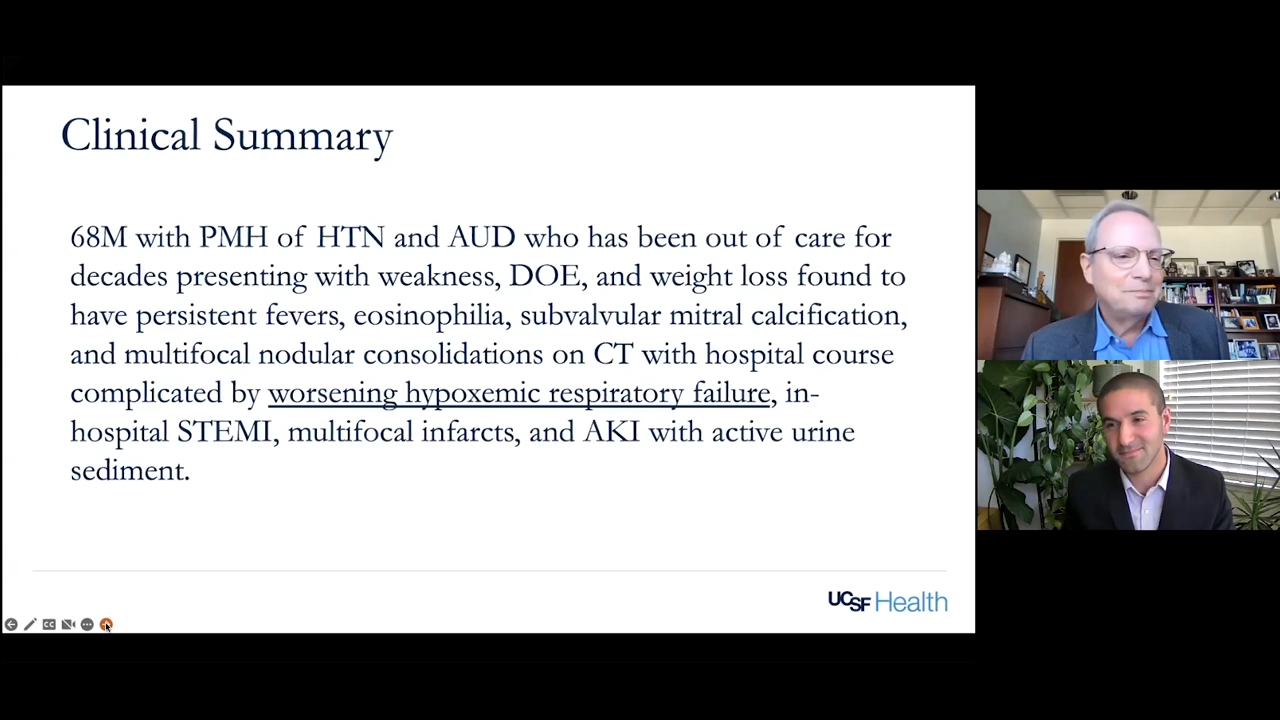 Clinical Summary
68M with PMH of HTN and AUD who has been out of care for
decades presenting with weakness, DOE, and weight loss found to
have persistent fevers, eosinophilia, subvalvular mitral calcification,
and multifocal nodular consolidations on CT with hospital course
complicated by worsening hypoxemic respiratory failure, in-
hospital STEMI, multifocal infarcts, and AKI with active urine
sediment.
UCSF Health
CC